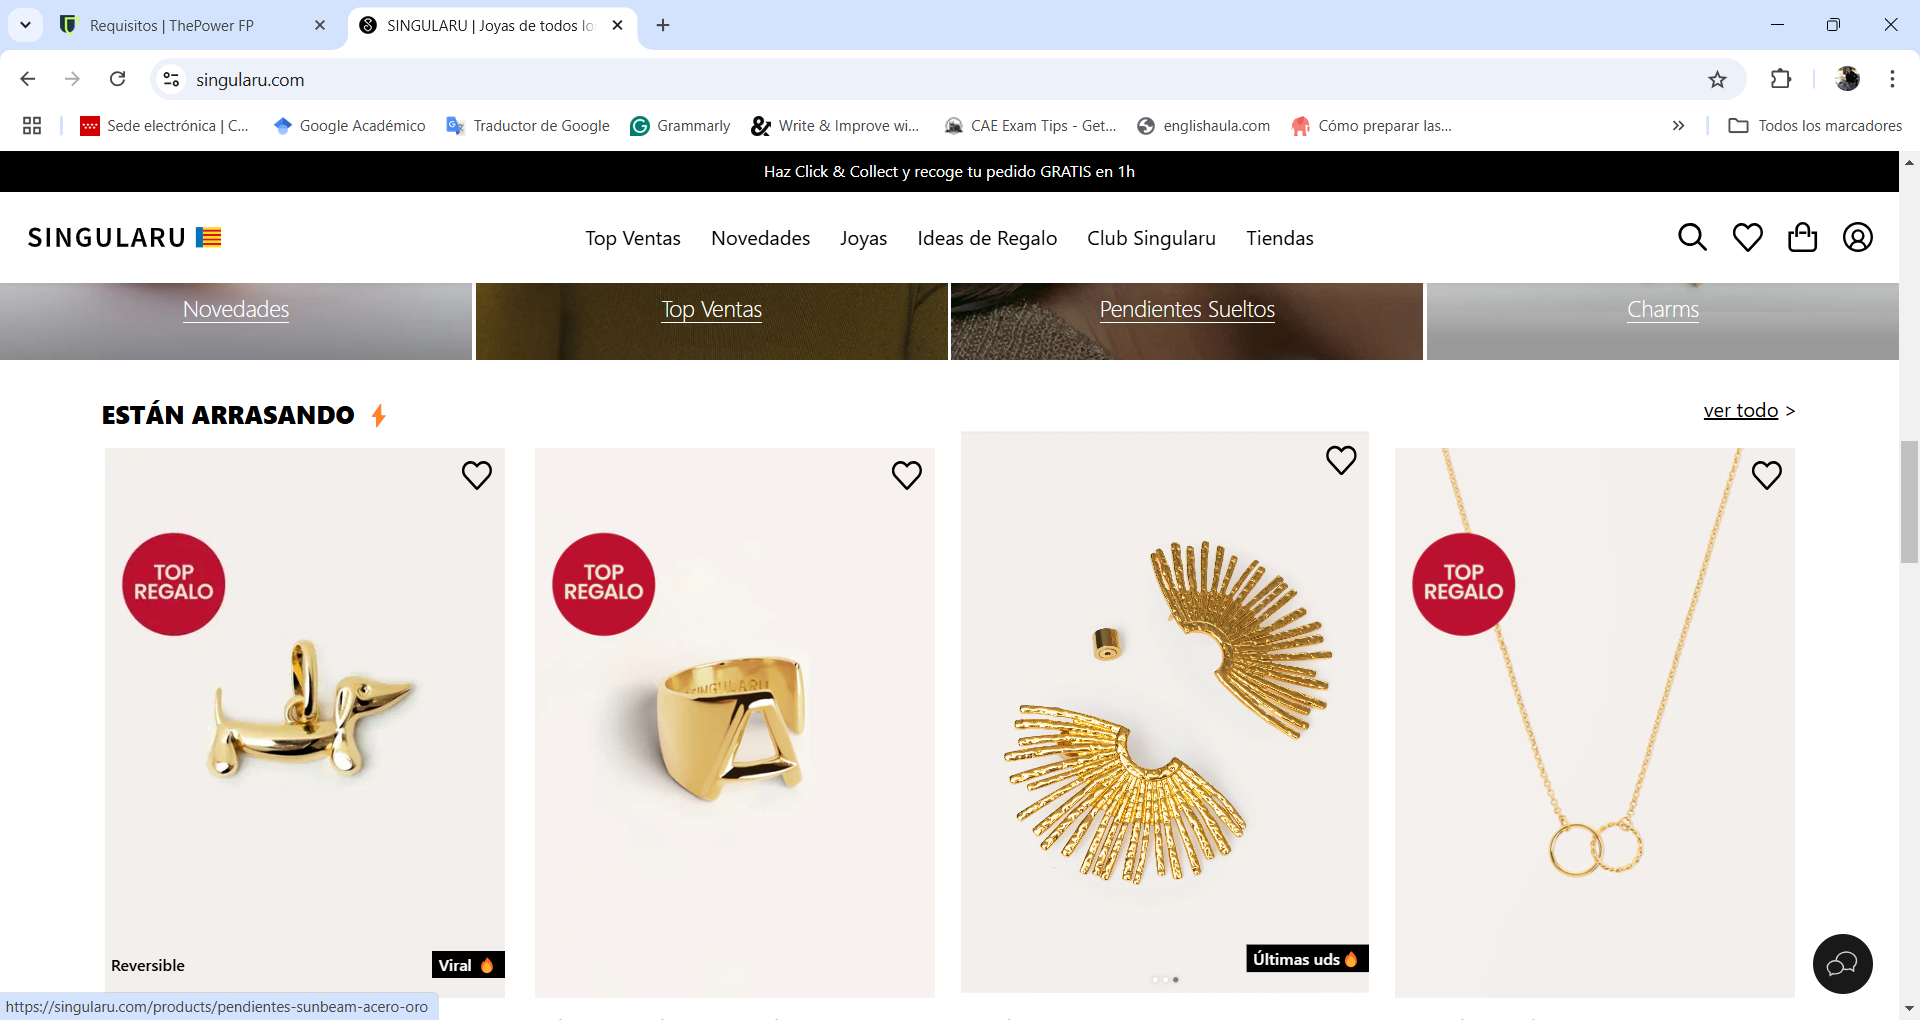 Requisitos | ThePower FP
SINGULARU | Joyas de todos lo
singularu.com
Sede electrónica | C...
Google Académico
Traductor de Google
Grammarly
Write & Improve wi...
CAE Exam Tips - Get...
englishaula.com
Cómo preparar las...
Todos los marcadores
Haz Click & Collect y recoge tu pedido GRATIS en 1h
SINGULARU
Top Ventas
Novedades
Joyas
Ideas de Regalo
Club Singularu
Tiendas
Novedades
Top Ventas
Pendientes Sueltos
Charms
ESTÁN ARRASANDO
ver todo >
TOP
REGALO
TOP
REGALO
SINGULARU
TOP
REGALO
Reversible
Viral
Últimas uds
https://singularu.com/products/pendientes-sunbeam-acero-oro